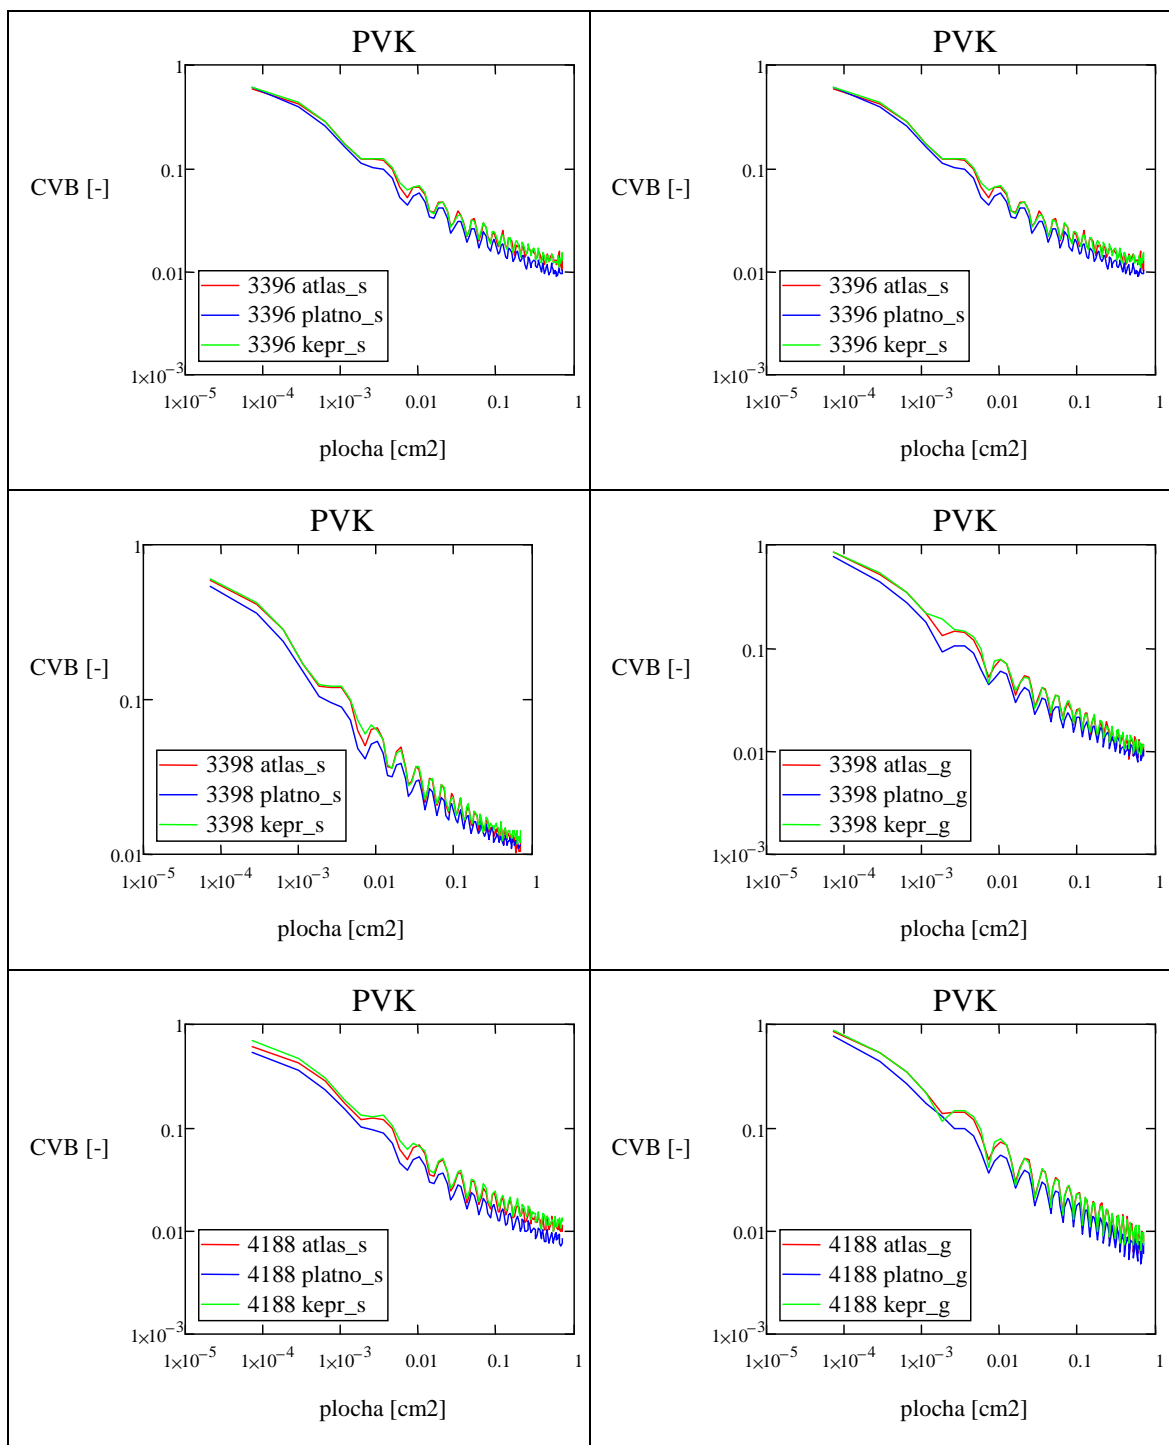 PVK
1
0.1
CVB [-]
0.01
3396 atlas_s
3396 platno_s
3396 kepr_s
1×10⁻³
1×10⁻⁵ 1×10⁻⁴ 1×10⁻³ 0.01 0.1 1
plocha [cm2]
PVK
1
0.1
CVB [-]
0.01
3396 atlas_s
3396 platno_s
3396 kepr_s
1×10⁻³
1×10⁻⁵ 1×10⁻⁴ 1×10⁻³ 0.01 0.1 1
plocha [cm2]
PVK
1
CVB [-]
0.1
3398 atlas_s
3398 platno_s
3398 kepr_s
0.01
1×10⁻⁵ 1×10⁻⁴ 1×10⁻³ 0.01 0.1 1
plocha [cm2]
PVK
1
0.1
CVB [-]
0.01
3398 atlas_g
3398 platno_g
3398 kepr_g
1×10⁻³
1×10⁻⁵ 1×10⁻⁴ 1×10⁻³ 0.01 0.1 1
plocha [cm2]
PVK
1
0.1
CVB [-]
0.01
4188 atlas_s
4188 platno_s
4188 kepr_s
1×10⁻³
1×10⁻⁵ 1×10⁻⁴ 1×10⁻³ 0.01 0.1 1
plocha [cm2]
PVK
1
0.1
CVB [-]
0.01
4188 atlas_g
4188 platno_g
4188 kepr_g
1×10⁻³
1×10⁻⁵ 1×10⁻⁴ 1×10⁻³ 0.01 0.1 1
plocha [cm2]